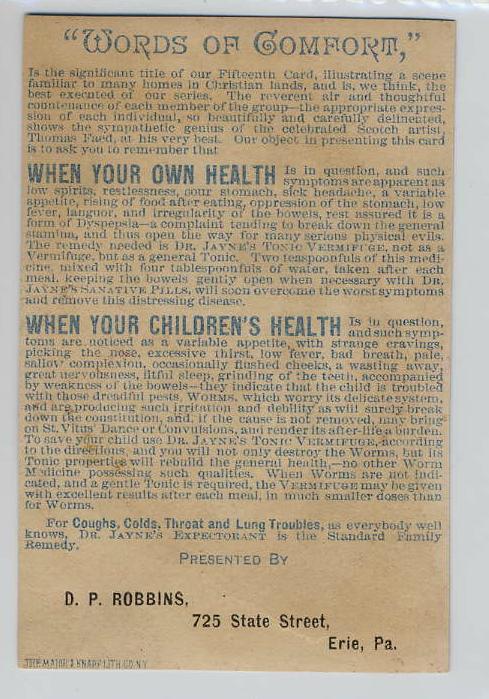 "WORDS OF COMFORT,"
Is the significant title of our Fifteenth Card, illustrating a scene
familiar to many homes in Christian lands, and is, we think, the
best executed of our series. The reverent air and thoughtful
countenance of each member of the group—the appropriate expres-
sion of each individual, so beautifully and carefully delineated,
shows the sympathetic genius of the celebrated Scotch artist,
Thomas Faed, at his very best. Our object in presenting this card
is to ask you to remember that
WHEN YOUR OWN HEALTH Is in question, and such
symptoms are apparent as
low spirits, restlessness, sour stomach, sick headache, a variable
appetite, rising of food after eating, oppression of the stomach, low
fever, languor, and irregularity of the bowels, rest assured it is a
form of Dyspepsia—a complaint tending to break down the general
stamina, and thus open the way for many serious physical evils.
The remedy needed is DR. JAYNE'S TONIC VERMIFUGE, not as a
Vermifuge, but as a general Tonic. Two teaspoonfuls of this medi-
cine, mixed with four tablespoonfuls of water, taken after each
meal, keeping the bowels gently open when necessary with DR.
JAYNE'S SANATIVE PILLS, will soon overcome the worst symptoms
and remove this distressing disease.
WHEN YOUR CHILDREN'S HEALTH Is in question,
and such symp-
toms are noticed as a variable appetite, with strange cravings,
picking the nose, excessive thirst, low fever, bad breath, pale,
sallow complexion, occasionally flushed cheeks, a wasting away,
great nervousness, fitful sleep, grinding of the teeth, accompanied
by weakness of the bowels—they indicate that the child is troubled
with those dreadful pests, WORMS, which worry its delicate system,
and are producing such irritation and debility as will surely break
down the constitution, and, if the cause is not removed, may bring
on St. Vitus' Dance or Convulsions, and render its after-life a burden.
To save your child use DR. JAYNE'S TONIC VERMIFUGE, according
to the directions, and you will not only destroy the Worms, but its
Tonic properties will rebuild the general health,—no other Worm
Medicine possessing such qualities. When Worms are not indi-
cated, and a gentle Tonic is required, the VERMIFUGE may be given
with excellent results after each meal, in much smaller doses than
for Worms.
For Coughs, Colds, Throat and Lung Troubles, as everybody well
knows, DR. JAYNE'S EXPECTORANT is the Standard Family
Remedy.
PRESENTED BY
D. P. ROBBINS,
725 State Street,
Erie, Pa.
THE MAJOR & KNAPP LITH. CO. N.Y.